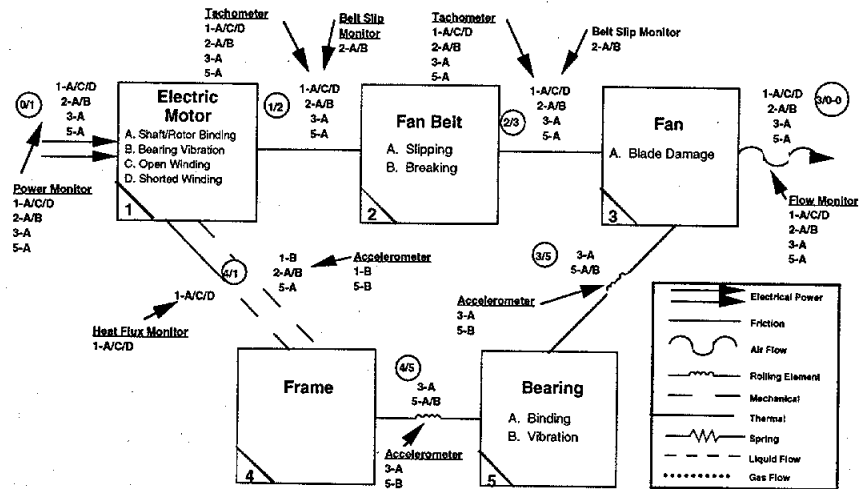 Tachometer
1-A/C/D
2-A/B
3-A
5-A
Belt Slip
Monitor
2-A/B
Tachometer
1-A/C/D
2-A/B
3-A
5-A
Belt Slip Monitor
2-A/B
0/1
1-A/C/D
2-A/B
3-A
5-A
Electric
Motor
A. Shaft/Rotor Binding
B. Bearing Vibration
C. Open Winding
D. Shorted Winding
1
1/2
1-A/C/D
2-A/B
3-A
5-A
Fan Belt
A. Slipping
B. Breaking
2
2/3
1-A/C/D
2-A/B
3-A
5-A
Fan
A. Blade Damage
3
1-A/C/D
2-A/B
3-A
5-A
3/0-0
Power Monitor
1-A/C/D
2-A/B
3-A
5-A
Flow Monitor
1-A/C/D
2-A/B
3-A
5-A
4/1
1-B
2-A/B
5-A
Accelerometer
1-B
5-B
3/5
3-A
5-A/B
Accelerometer
3-A
5-B
1-A/C/D
Heat Flux Monitor
1-A/C/D
Frame
4
4/5
3-A
5-A/B
Accelerometer
3-A
5-B
Bearing
A. Binding
B. Vibration
5
Electrical Power
Friction
Air Flow
Rolling Element
Mechanical
Thermal
Spring
Liquid Flow
Gas Flow